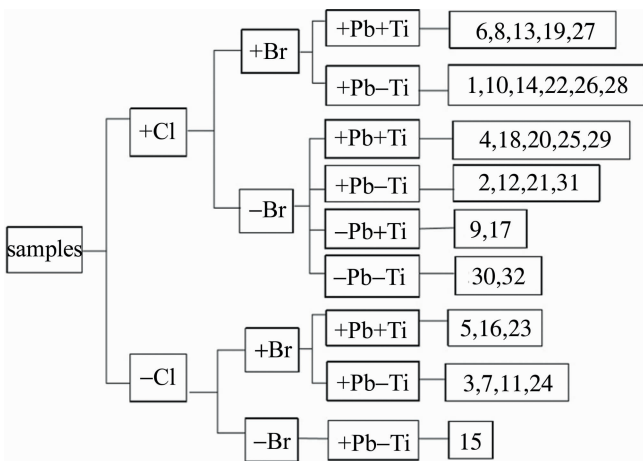 +Pb+Ti
6,8,13,19,27
+Br
+Pb−Ti
1,10,14,22,26,28
+Cl
+Pb+Ti
4,18,20,25,29
+Pb−Ti
2,12,21,31
−Br
−Pb+Ti
9,17
samples
−Pb−Ti
30,32
+Pb+Ti
5,16,23
+Br
−Cl
+Pb−Ti
3,7,11,24
−Br
+Pb−Ti
15